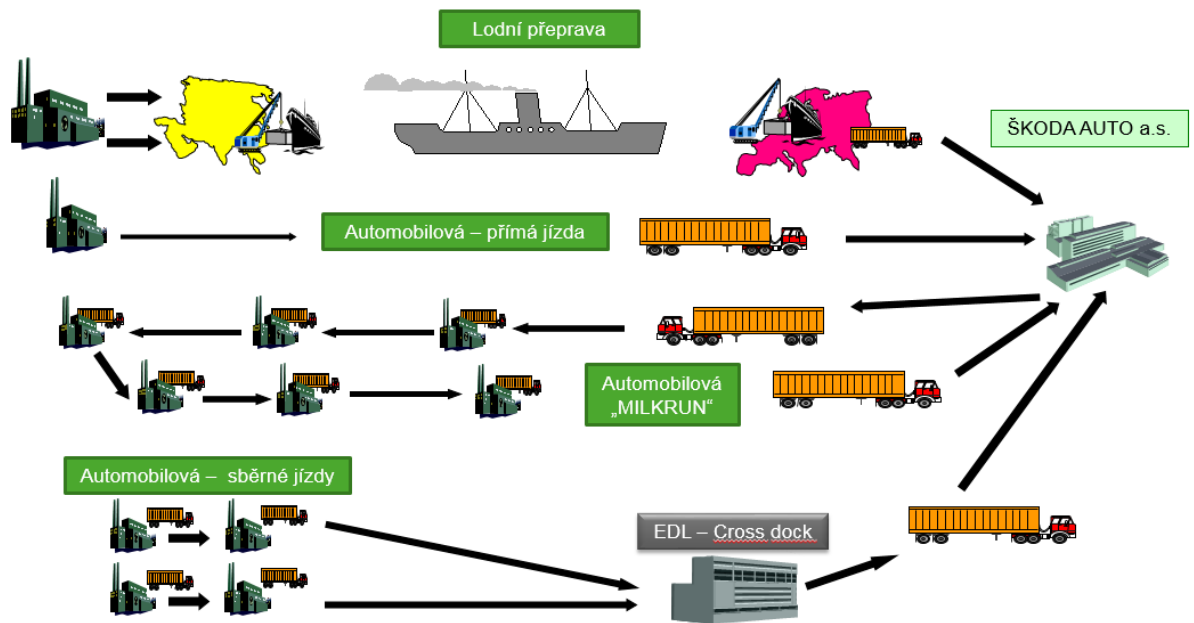 Lodní přeprava
ŠKODA AUTO a.s.
Automobilová – přímá jízda
Automobilová
„MILKRUN“
Automobilová – sběrné jízdy
EDL – Cross dock